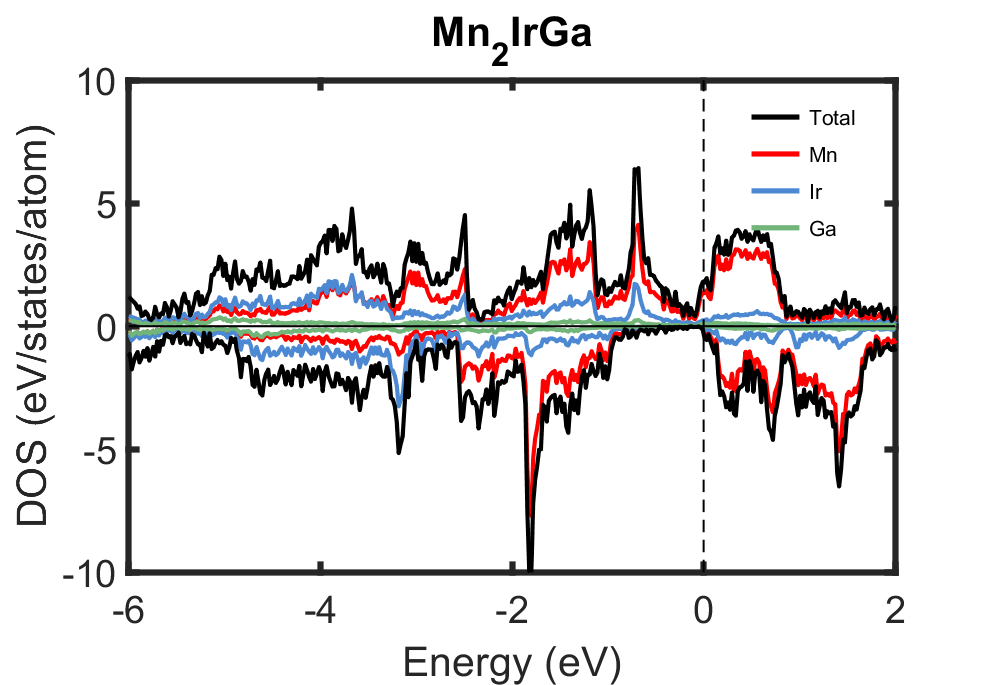 Mn2IrGa
10
5
0
-5
-10
DOS (eV/states/atom)
Total
Mn
Ir
Ga
-6
-4
-2
0
2
Energy (eV)